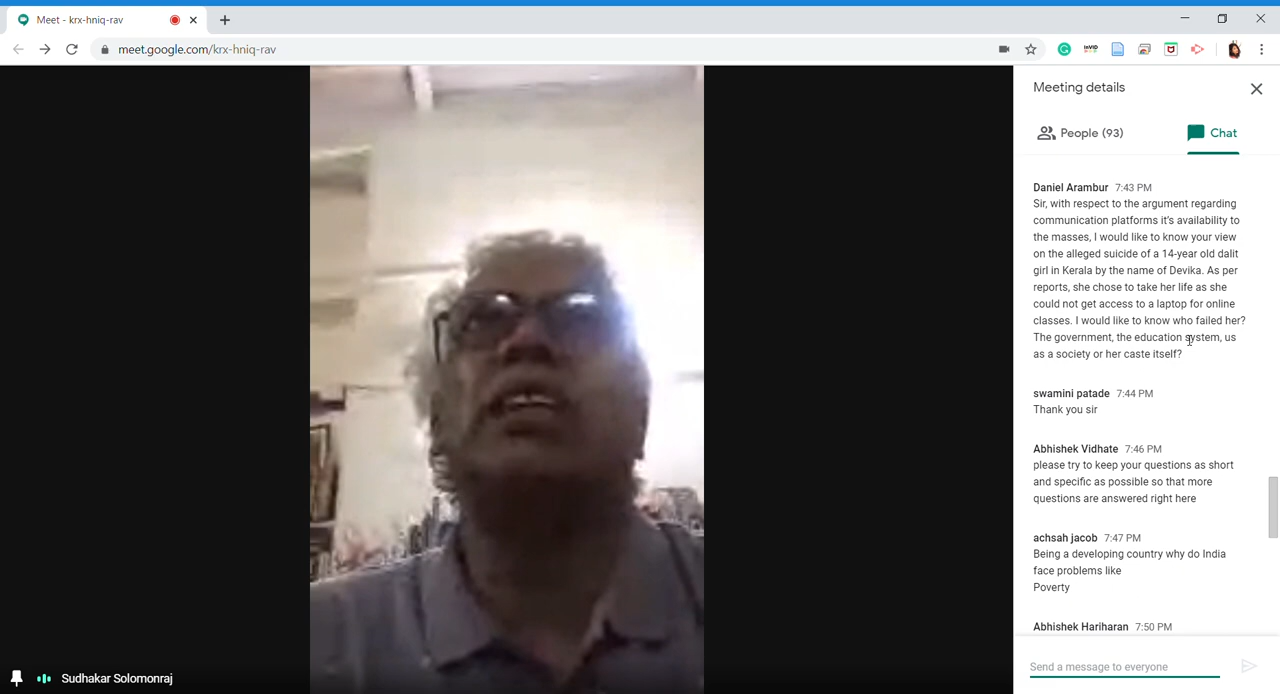 Meet - krx-hniq-rav
meet.google.com/krx-hniq-rav
Meeting details
People (93)
Chat
Daniel Arambur 7:43 PM
Sir, with respect to the argument regarding
communication platforms it's availability to
the masses, I would like to know your view
on the alleged suicide of a 14-year old dalit
girl in Kerala by the name of Devika. As per
reports, she chose to take her life as she
could not get access to a laptop for online
classes. I would like to know who failed her?
The government, the education system, us
as a society or her caste itself?
swamini patade 7:44 PM
Thank you sir
Abhishek Vidhate 7:46 PM
please try to keep your questions as short
and specific as possible so that more
questions are answered right here
achsah jacob 7:47 PM
Being a developing country why do India
face problems like
Poverty
Abhishek Hariharan 7:50 PM
Send a message to everyone
Sudhakar Solomonraj